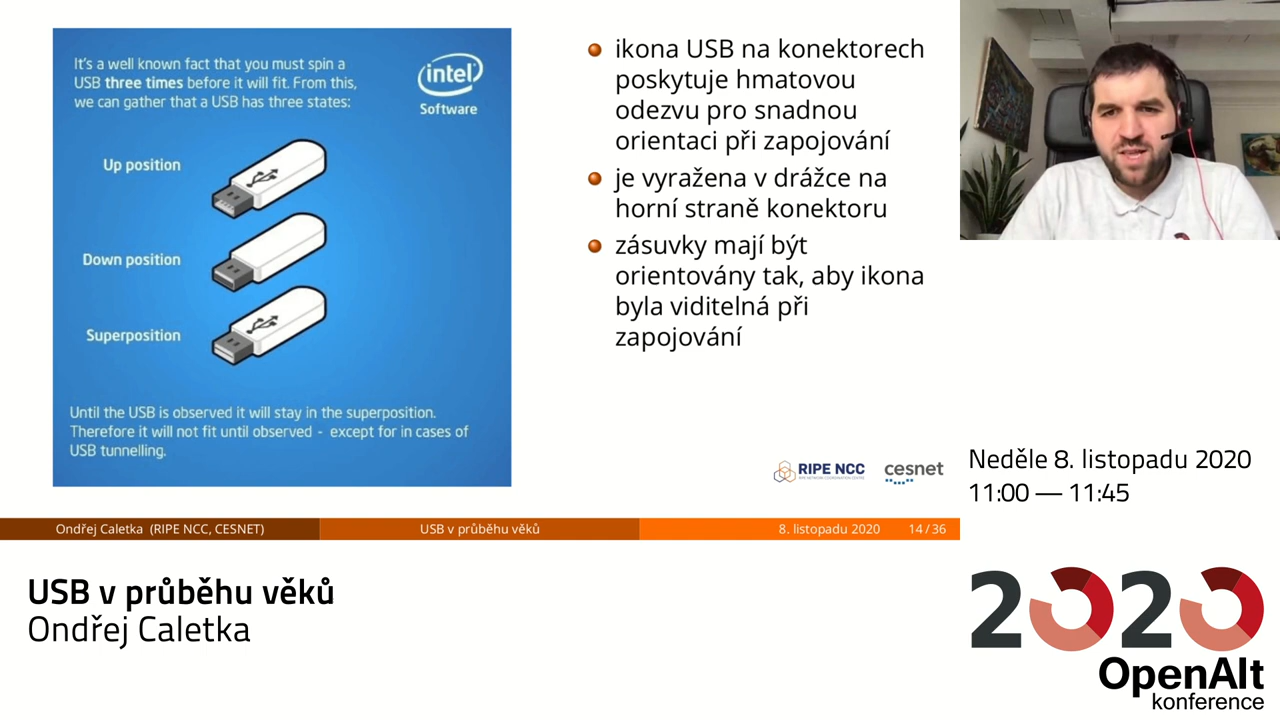 It's a well known fact that you must spin a
USB three times before it will fit. From this,
we can gather that a USB has three states:
intel
Software
Up position
Down position
Superposition
Until the USB is observed it will stay in the superposition.
Therefore it will not fit until observed - except for in cases of
USB tunnelling.
ikona USB na konektorech
poskytuje hmatovou
odezvu pro snadnou
orientaci při zapojování
je vyražena v drážce na
horní straně konektoru
zásuvky mají být
orientovány tak, aby ikona
byla viditelná při
zapojování
RIPE NCC
RIPE NETWORK COORDINATION CENTRE
cesnet
Ondřej Caletka (RIPE NCC, CESNET)
USB v průběhu věků
8. listopadu 2020
14 / 36
Neděle 8. listopadu 2020
11:00 — 11:45
USB v průběhu věků
Ondřej Caletka
2020
OpenAlt
konference